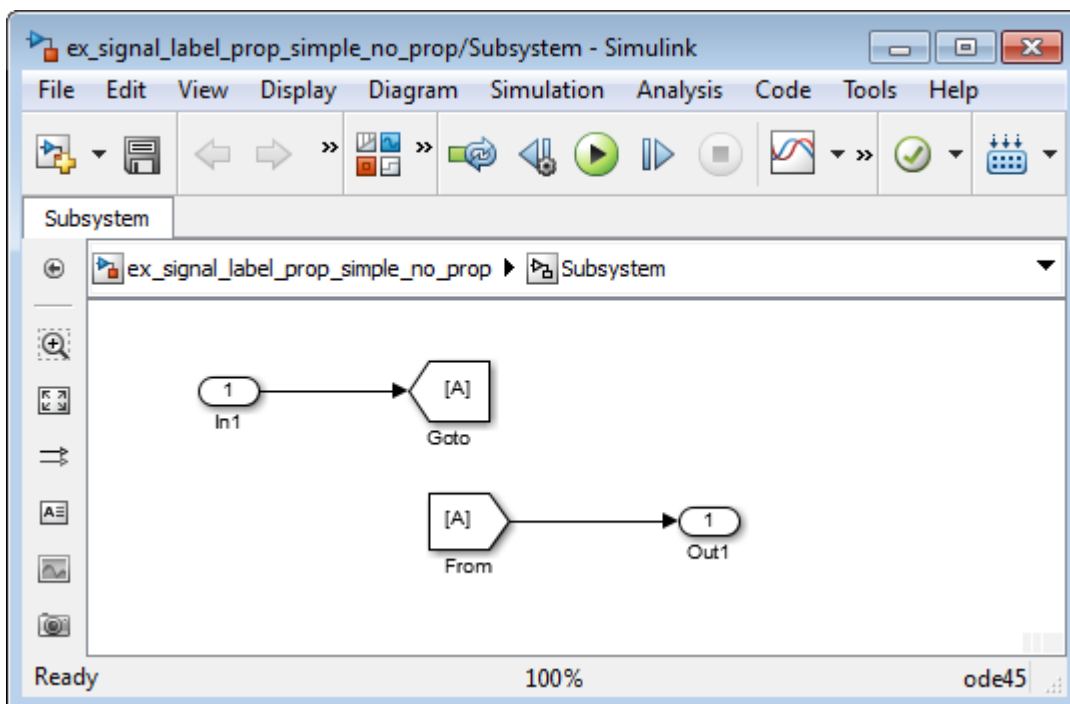 ex_signal_label_prop_simple_no_prop/Subsystem - Simulink
File Edit View Display Diagram Simulation Analysis Code Tools Help
Subsystem
ex_signal_label_prop_simple_no_prop Subsystem
1
In1
[A]
Goto
[A]
From
1
Out1
Ready 100% ode45